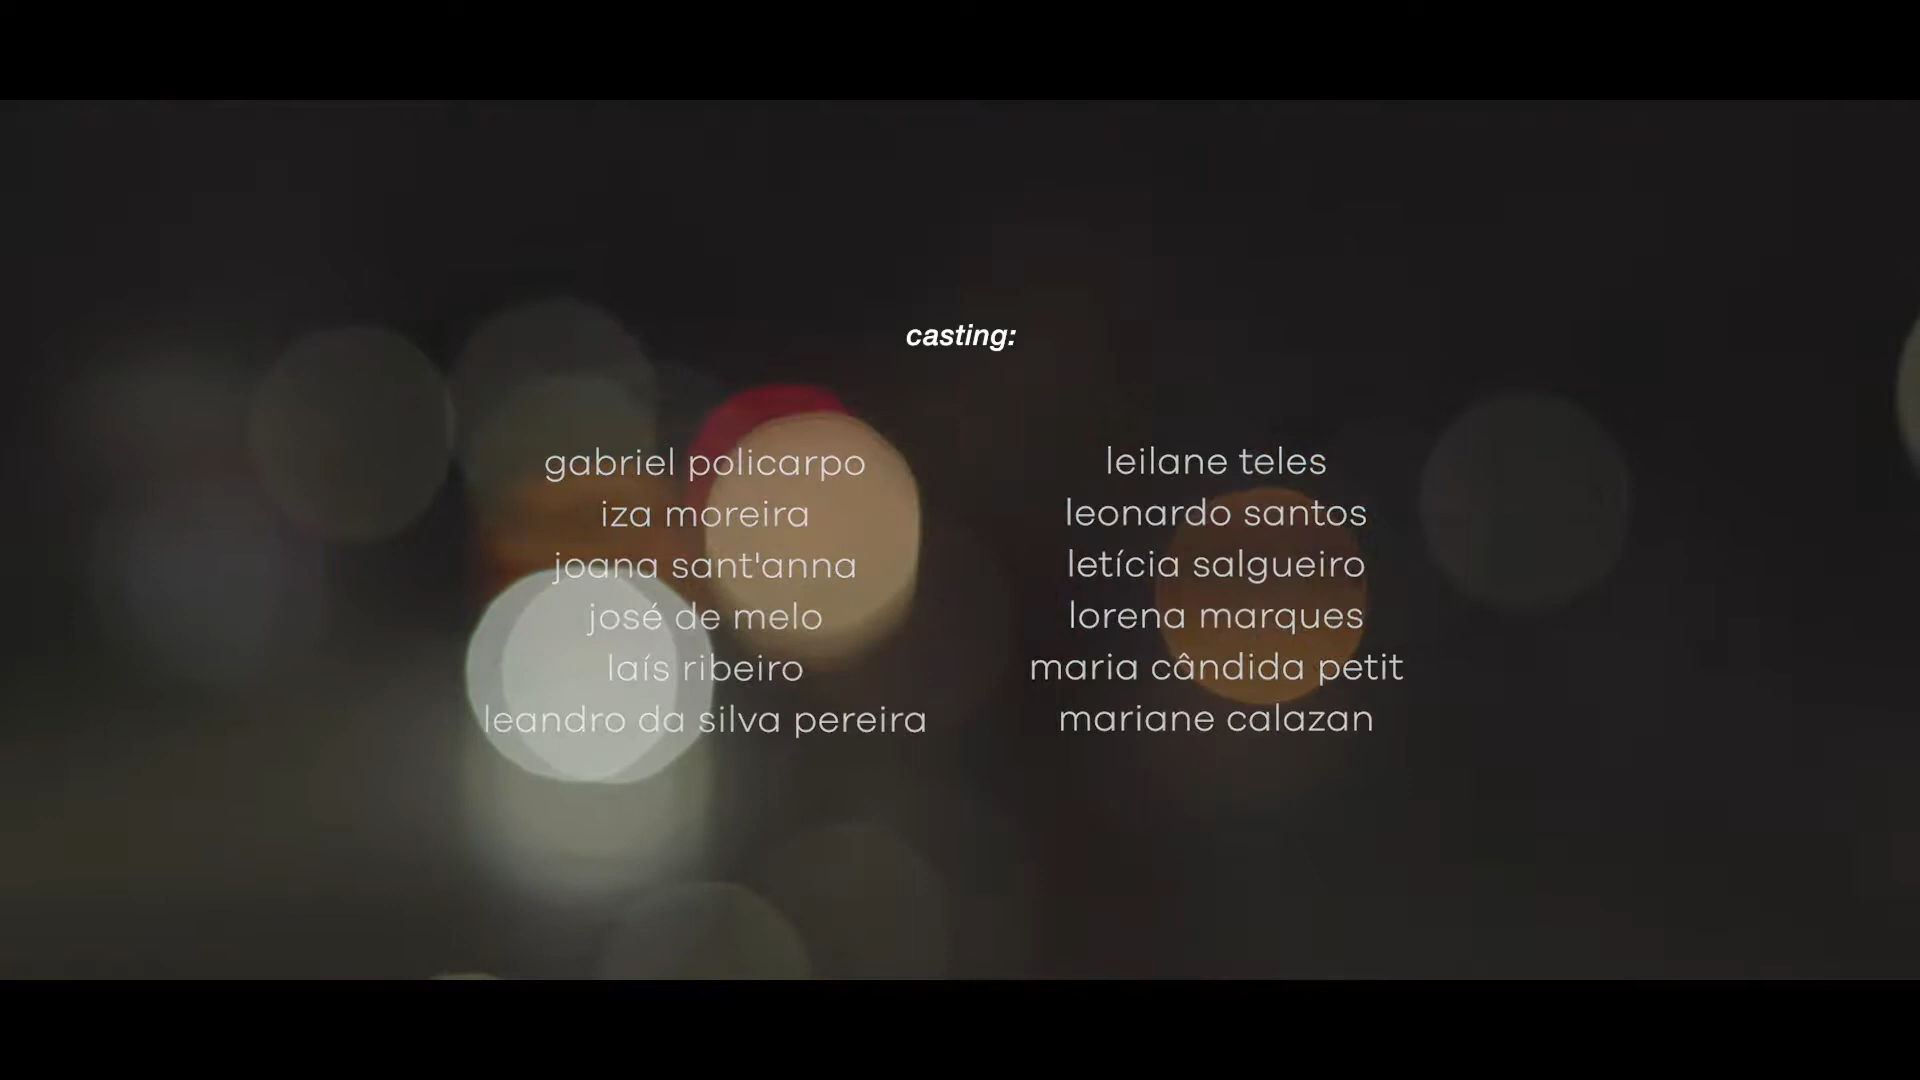 casting:
gabriel policarpo
iza moreira
joana sant'anna
josé de melo
laís ribeiro
leandro da silva pereira
leilane teles
leonardo santos
letícia salgueiro
lorena marques
maria cândida petit
mariane calazan